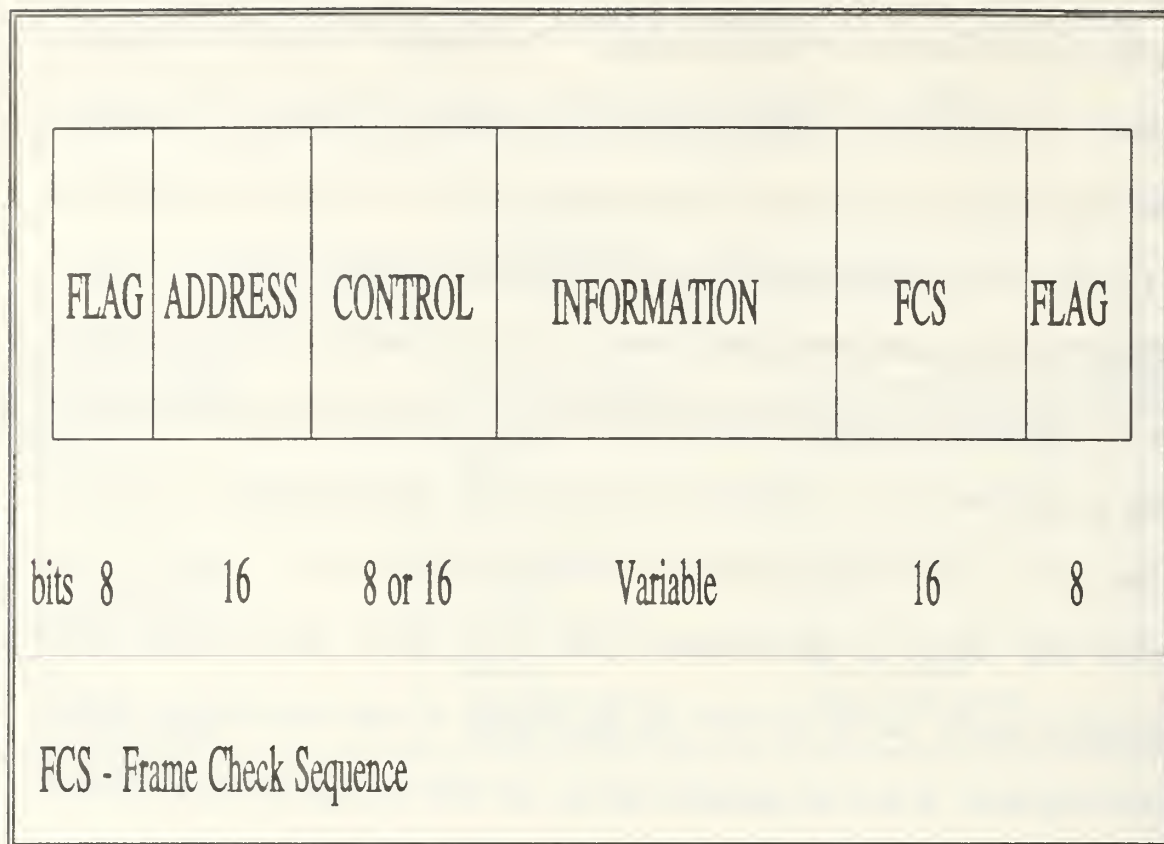 FLAG ADDRESS CONTROL INFORMATION FCS FLAG
bits 8 16 8 or 16 Variable 16 8
FCS - Frame Check Sequence